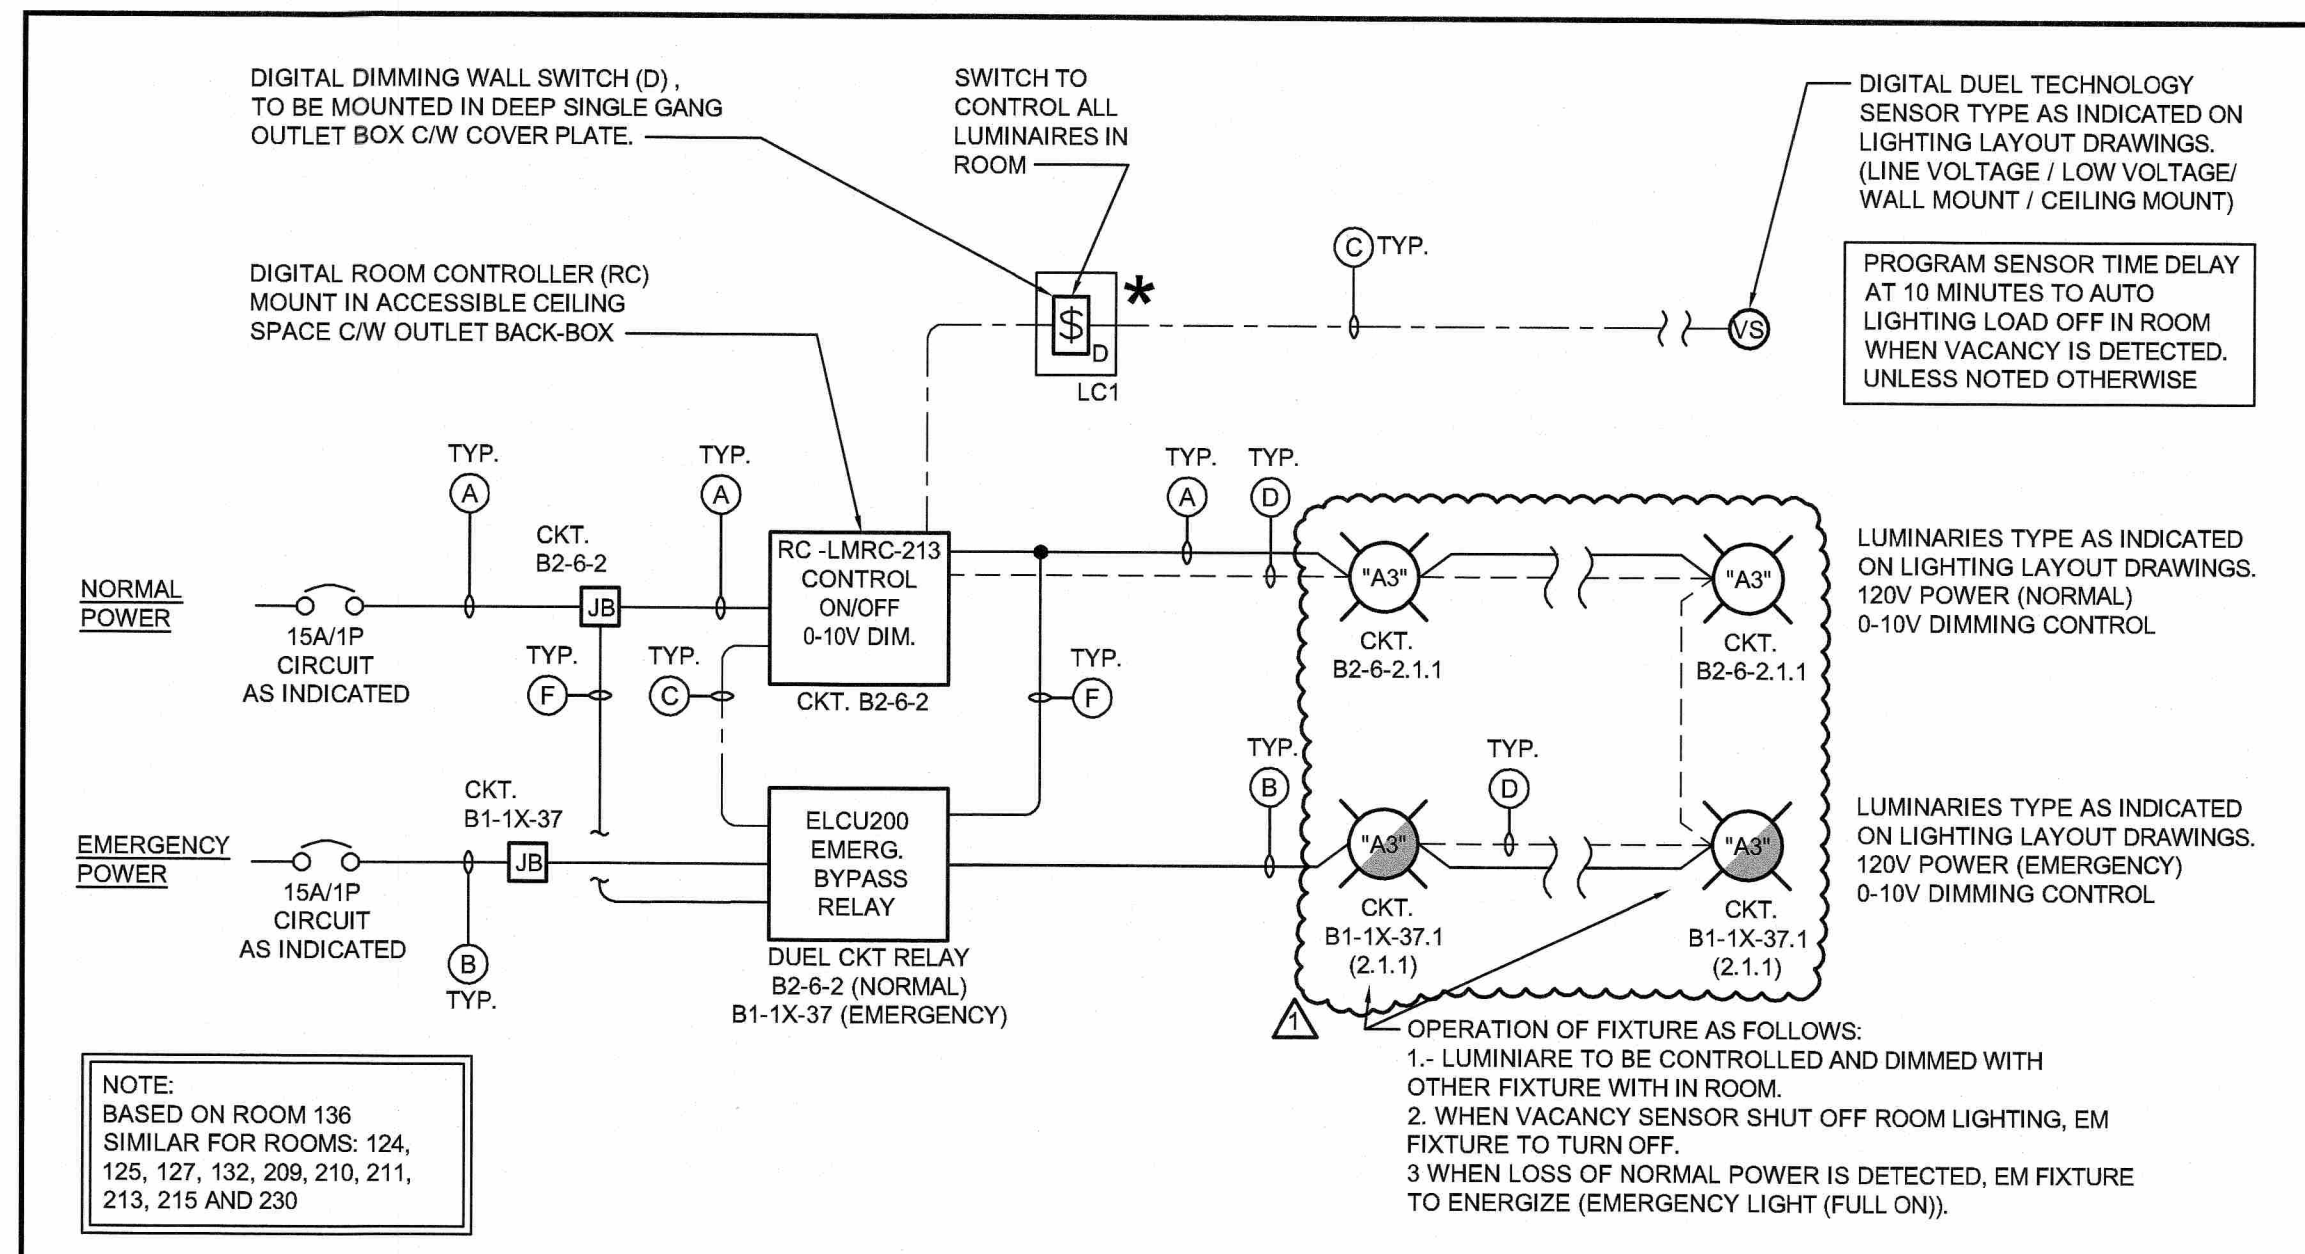 DIGITAL DIMMING WALL SWITCH (D) ,
TO BE MOUNTED IN DEEP SINGLE GANG
OUTLET BOX C/W COVER PLATE.
SWITCH TO
CONTROL ALL
LUMINAIRES IN
ROOM
DIGITAL DUEL TECHNOLOGY
SENSOR TYPE AS INDICATED ON
LIGHTING LAYOUT DRAWINGS.
(LINE VOLTAGE / LOW VOLTAGE/
WALL MOUNT / CEILING MOUNT)
C TYP.
DIGITAL ROOM CONTROLLER (RC)
MOUNT IN ACCESSIBLE CEILING
SPACE C/W OUTLET BACK-BOX
*
$
D
LC1
VS
PROGRAM SENSOR TIME DELAY
AT 10 MINUTES TO AUTO
LIGHTING LOAD OFF IN ROOM
WHEN VACANCY IS DETECTED.
UNLESS NOTED OTHERWISE
TYP.
A
TYP.
A
TYP.
A
TYP.
D
CKT.
B2-6-2
JB
NORMAL
POWER
15A/1P
CIRCUIT
AS INDICATED
RC -LMRC-213
CONTROL
ON/OFF
0-10V DIM.
CKT. B2-6-2
"A3"
CKT.
B2-6-2.1.1
"A3"
CKT.
B2-6-2.1.1
LUMINARIES TYPE AS INDICATED
ON LIGHTING LAYOUT DRAWINGS.
120V POWER (NORMAL)
0-10V DIMMING CONTROL
TYP.
F
TYP.
C
TYP.
F
TYP.
B
TYP.
D
CKT.
B1-1X-37
JB
EMERGENCY
POWER
15A/1P
CIRCUIT
AS INDICATED
B
TYP.
ELCU200
EMERG.
BYPASS
RELAY
DUEL CKT RELAY
B2-6-2 (NORMAL)
B1-1X-37 (EMERGENCY)
"A3"
CKT.
B1-1X-37.1
(2.1.1)
"A3"
CKT.
B1-1X-37.1
(2.1.1)
LUMINARIES TYPE AS INDICATED
ON LIGHTING LAYOUT DRAWINGS.
120V POWER (EMERGENCY)
0-10V DIMMING CONTROL
1
OPERATION OF FIXTURE AS FOLLOWS:
1.- LUMINIARE TO BE CONTROLLED AND DIMMED WITH
OTHER FIXTURE WITH IN ROOM.
2. WHEN VACANCY SENSOR SHUT OFF ROOM LIGHTING, EM
FIXTURE TO TURN OFF.
3 WHEN LOSS OF NORMAL POWER IS DETECTED, EM FIXTURE
TO ENERGIZE (EMERGENCY LIGHT (FULL ON)).
NOTE:
BASED ON ROOM 136
SIMILAR FOR ROOMS: 124,
125, 127, 132, 209, 210, 211,
213, 215 AND 230